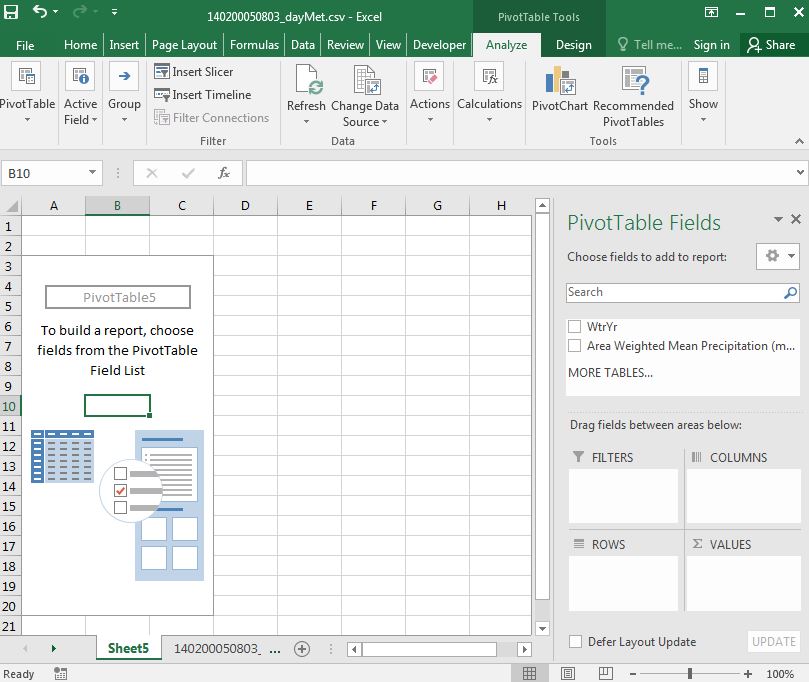 140200050803_dayMet.csv - Excel
PivotTable Tools
File Home Insert Page Layout Formulas Data Review View Developer Analyze Design Tell me... Sign in Share
PivotTable
Active Field
Group
Insert Slicer
Insert Timeline
Filter Connections
Filter
Refresh
Change Data Source
Data
Actions
Calculations
PivotChart
Recommended PivotTables
Tools
Show
B10
fx
A B C D E F G H
1
2
3
4
5
6
7
8
9
10
11
12
13
14
15
16
17
18
19
20
21
PivotTable5
To build a report, choose
fields from the PivotTable
Field List
PivotTable Fields
Choose fields to add to report:
Search
WtrYr
Area Weighted Mean Precipitation (m...
MORE TABLES...
Drag fields between areas below:
FILTERS
COLUMNS
ROWS
Σ VALUES
Defer Layout Update
UPDATE
Sheet5
140200050803_ ...
Ready
100%